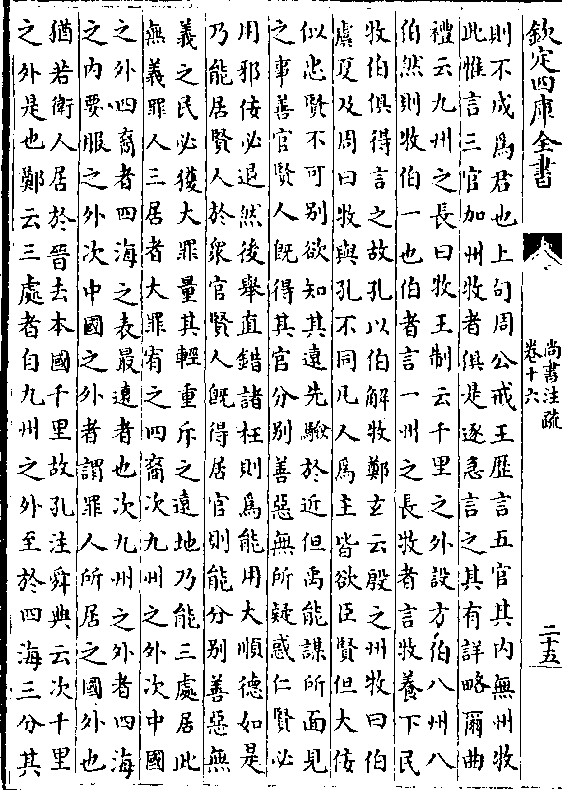 欽定四庫全書
尚書注疏
卷十六
二十五
則不成為君也上句周公戒王歴言五官其内無州牧
此惟言三官加州牧者俱是逐急言之其有詳略爾曲
禮云九州之長曰牧王制云千里之外設方伯八州八
伯然則牧伯一也伯者言一州之長牧者言牧養下民
牧伯俱得言之故孔以伯解牧鄭玄云殷之州牧曰伯
虞夏及周曰牧與孔不同凡人為主皆欲臣賢但大佞
似忠賢不可别欲知其遠先驗於近但禹能謀所面見
之事善官賢人既得其官分别善惡無所疑惑仁賢必
用邪佞必退然後舉直錯諸枉則為能用大順德如是
乃能居賢人於衆官賢人既得居官則能分别善惡無
義之民必獲大罪量其輕重斥之遠地乃能三處居此
無義罪人三居者大罪宥之四裔次九州之外次中國
之外四裔者四海之表最遠者也次九州之外者四海
之内要服之外次中國之外者謂罪人所居之國外也
猶若衛人居於晉去本國千里故孔注舜典云次千里
之外是也鄭云三處者自九州之外至於四海三分其